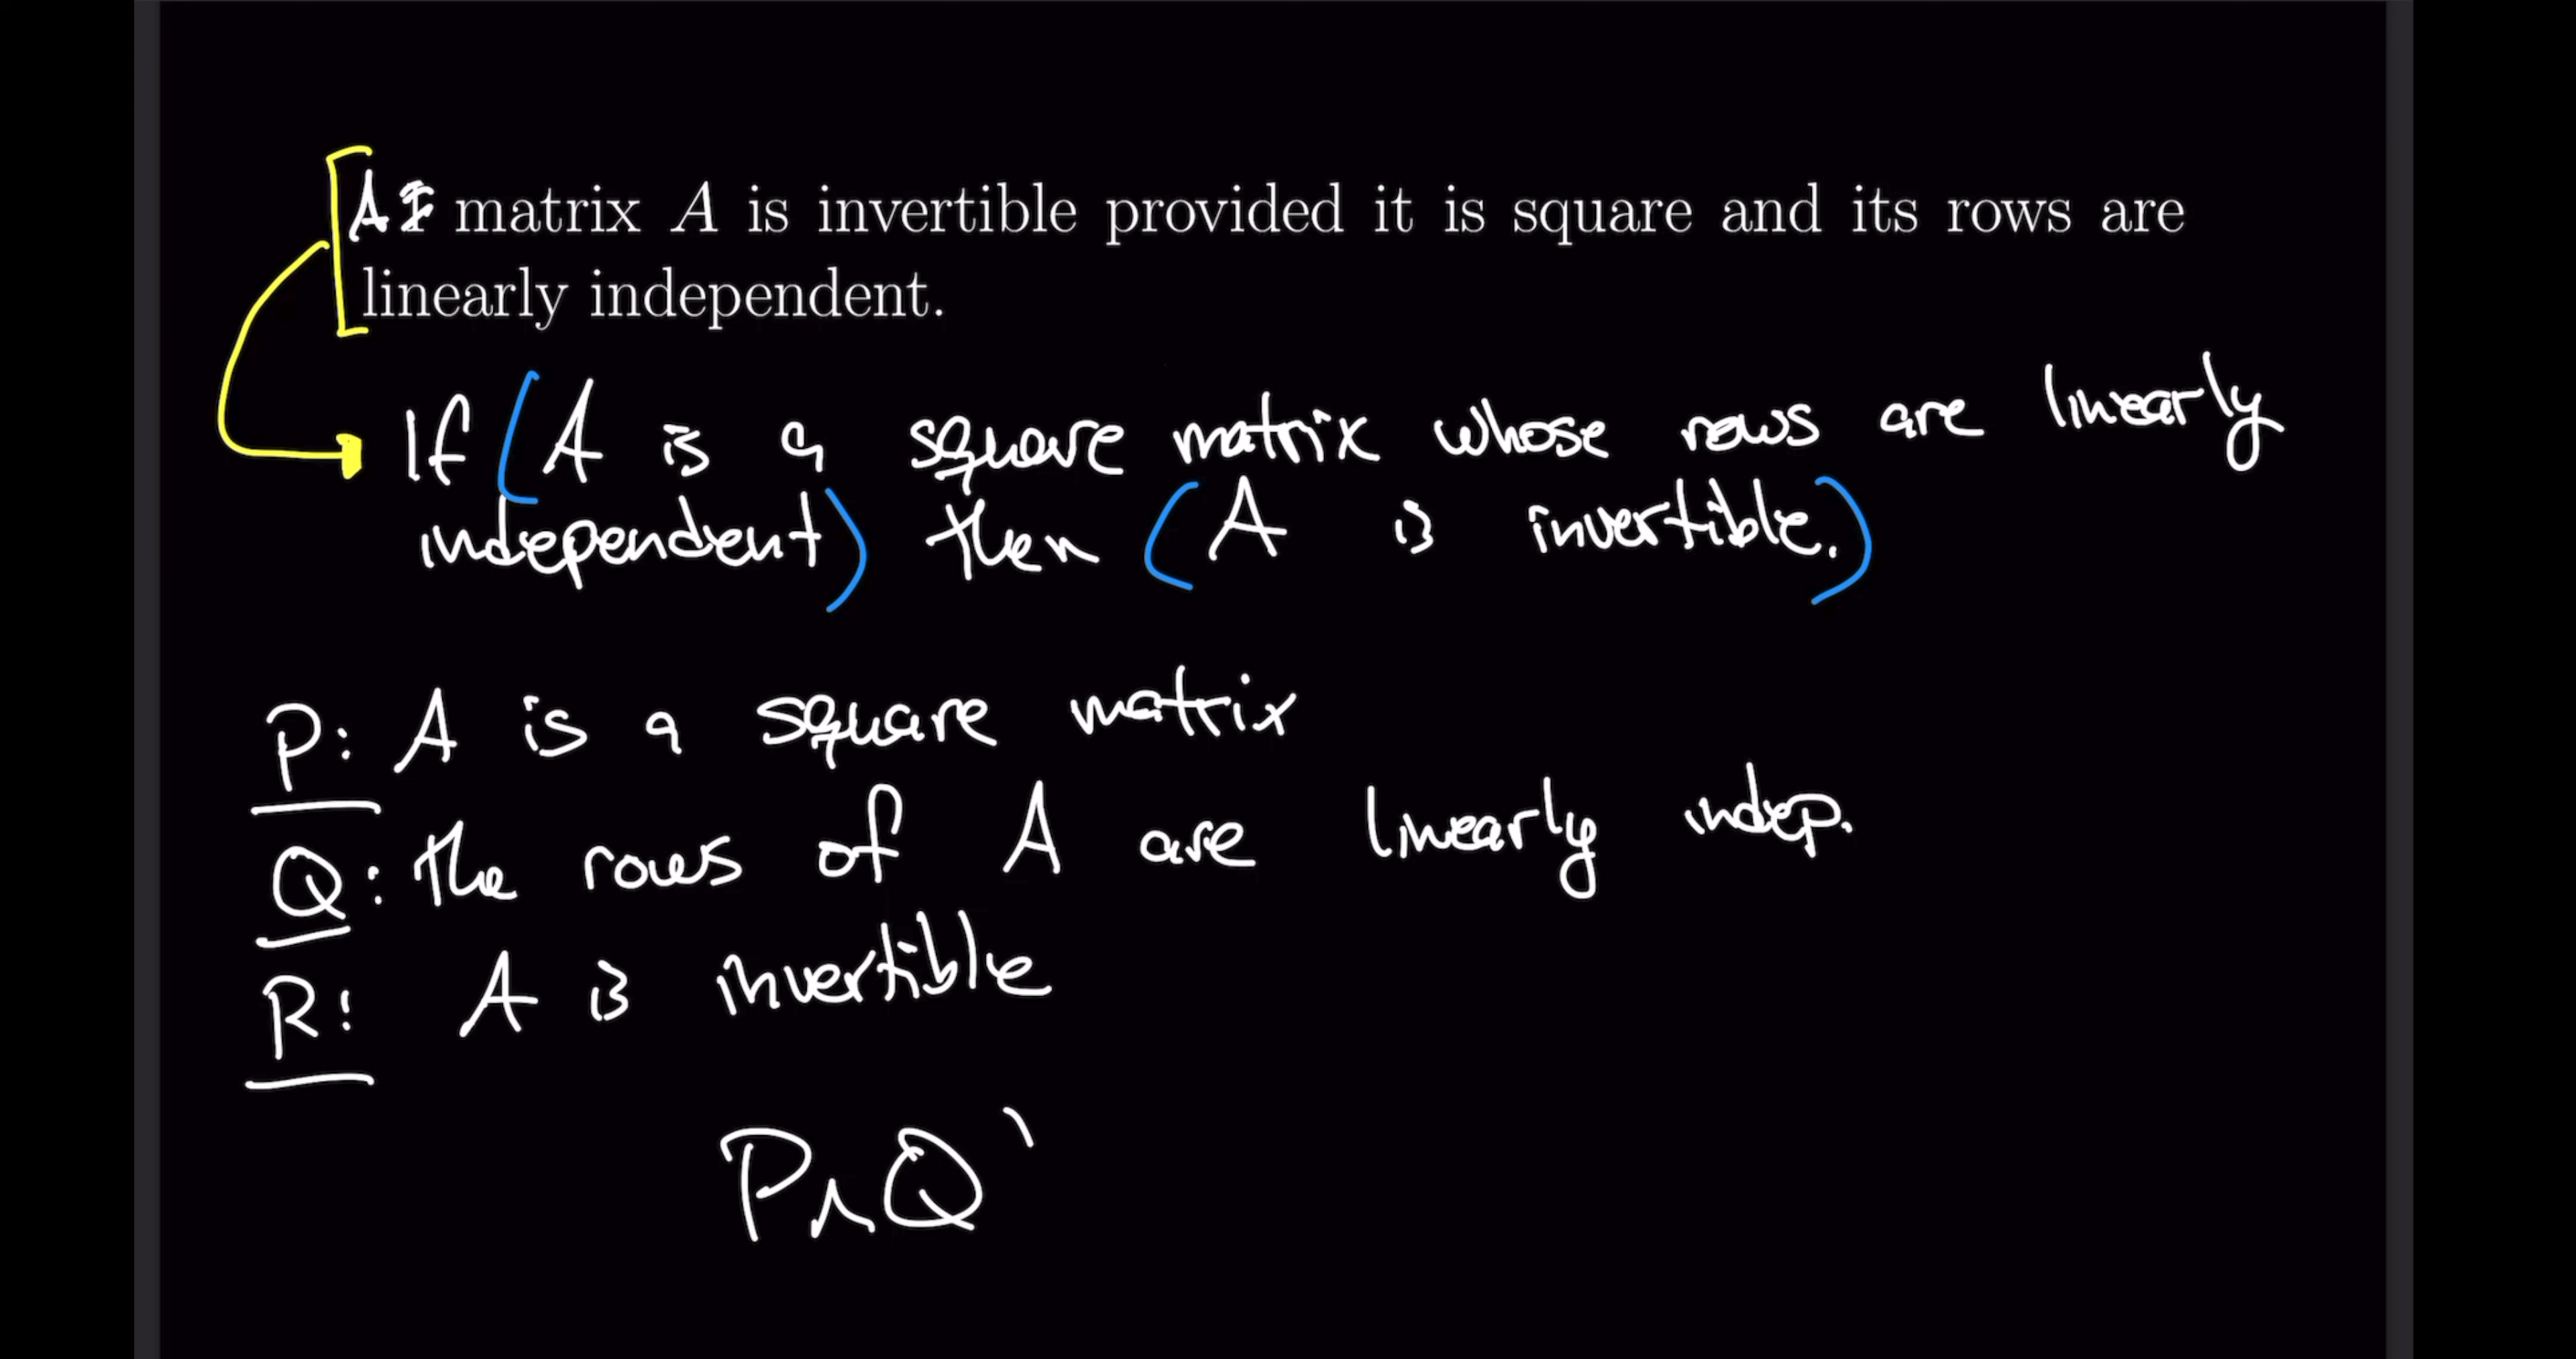 A matrix A is invertible provided it is square and its rows are
linearly independent.
If (A is a square matrix whose rows are linearly
independent) then (A is invertible.)
P: A is a square matrix
Q: the rows of A are linearly indep.
R: A is invertible
P∧Q